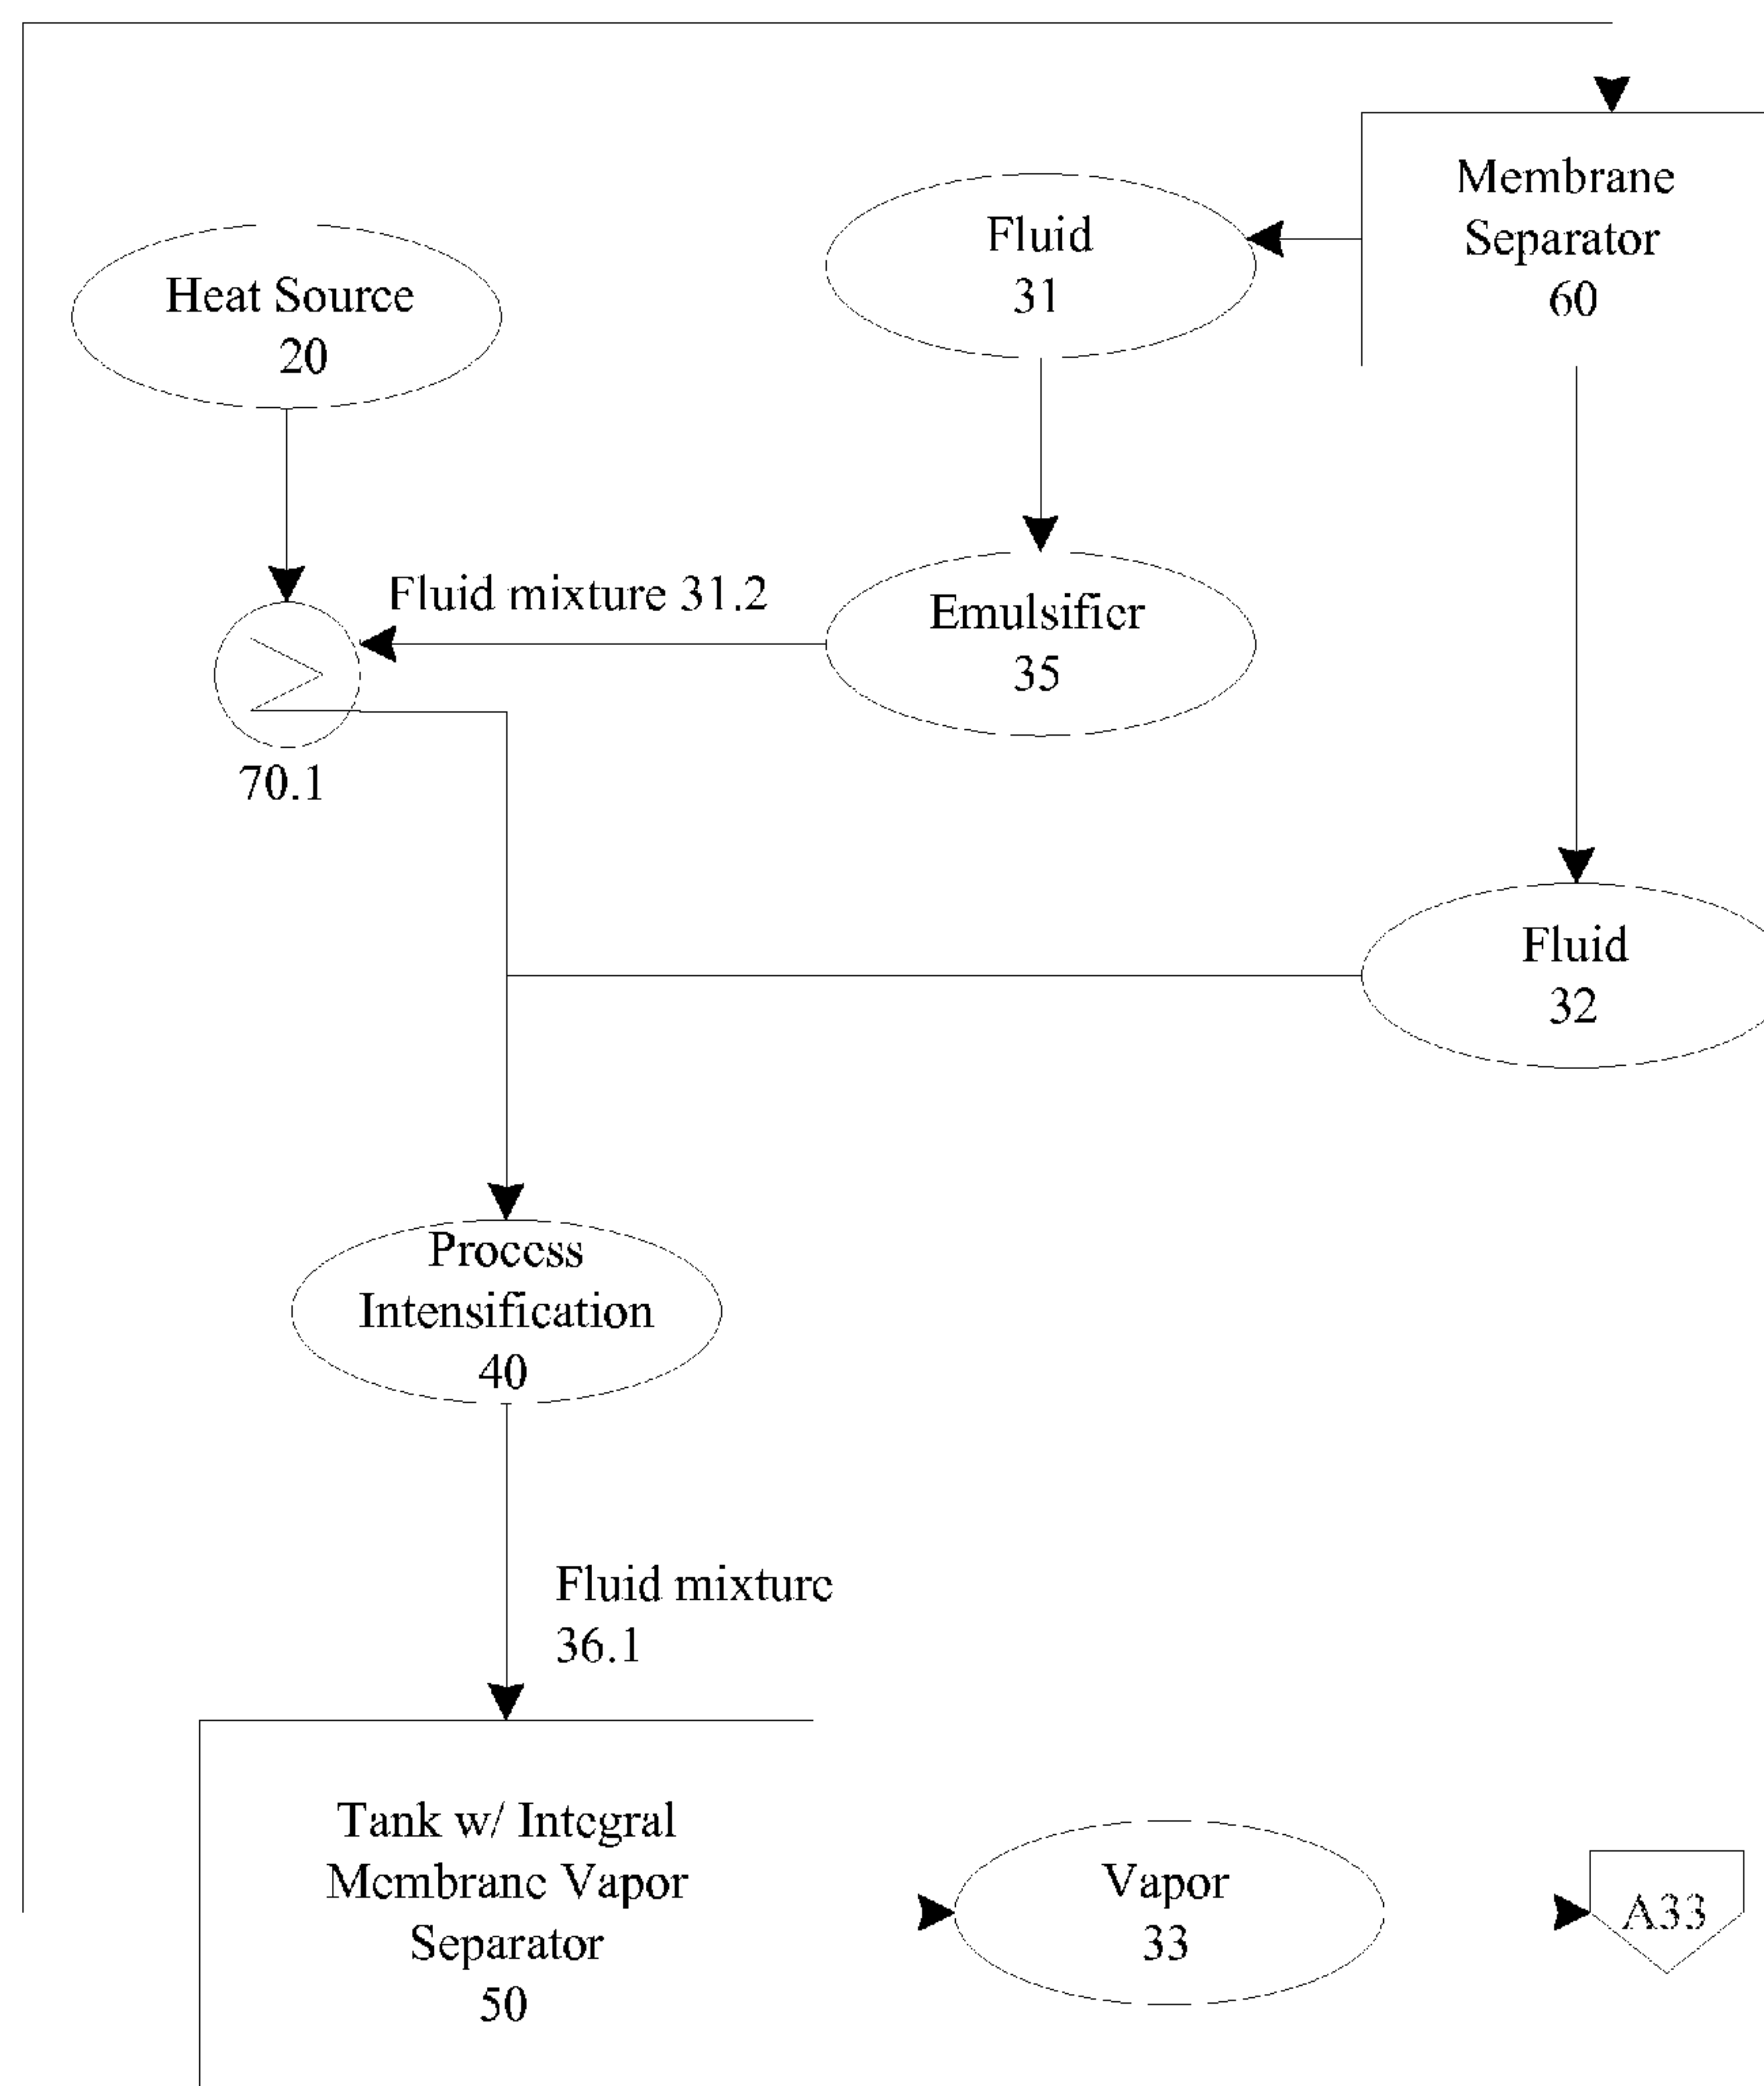 Membrane
Separator
60
Fluid
31
Heat Source
20
Fluid mixture 31.2
Emulsifier
35
70.1
Fluid
32
Process
Intensification
40
Fluid mixture
36.1
Tank w/ Integral
Membrane Vapor
Separator
50
Vapor
33
A33